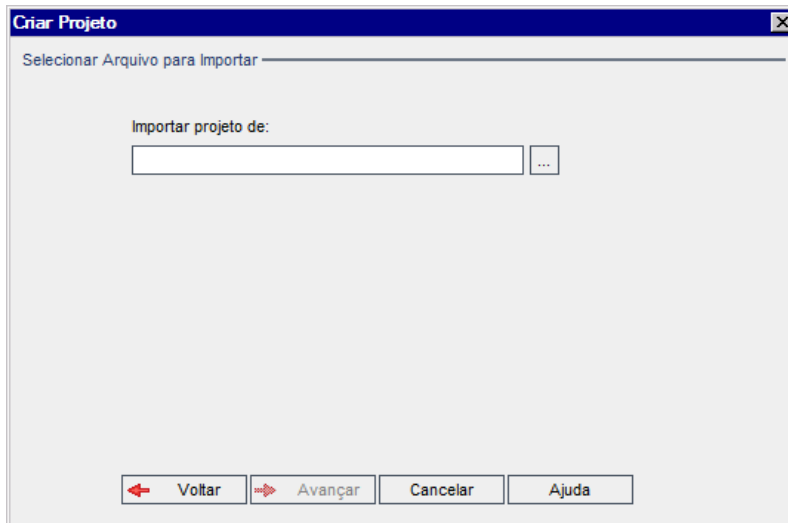 Criar Projeto
Selecionar Arquivo para Importar
Importar projeto de:
...
Voltar Avançar Cancelar Ajuda